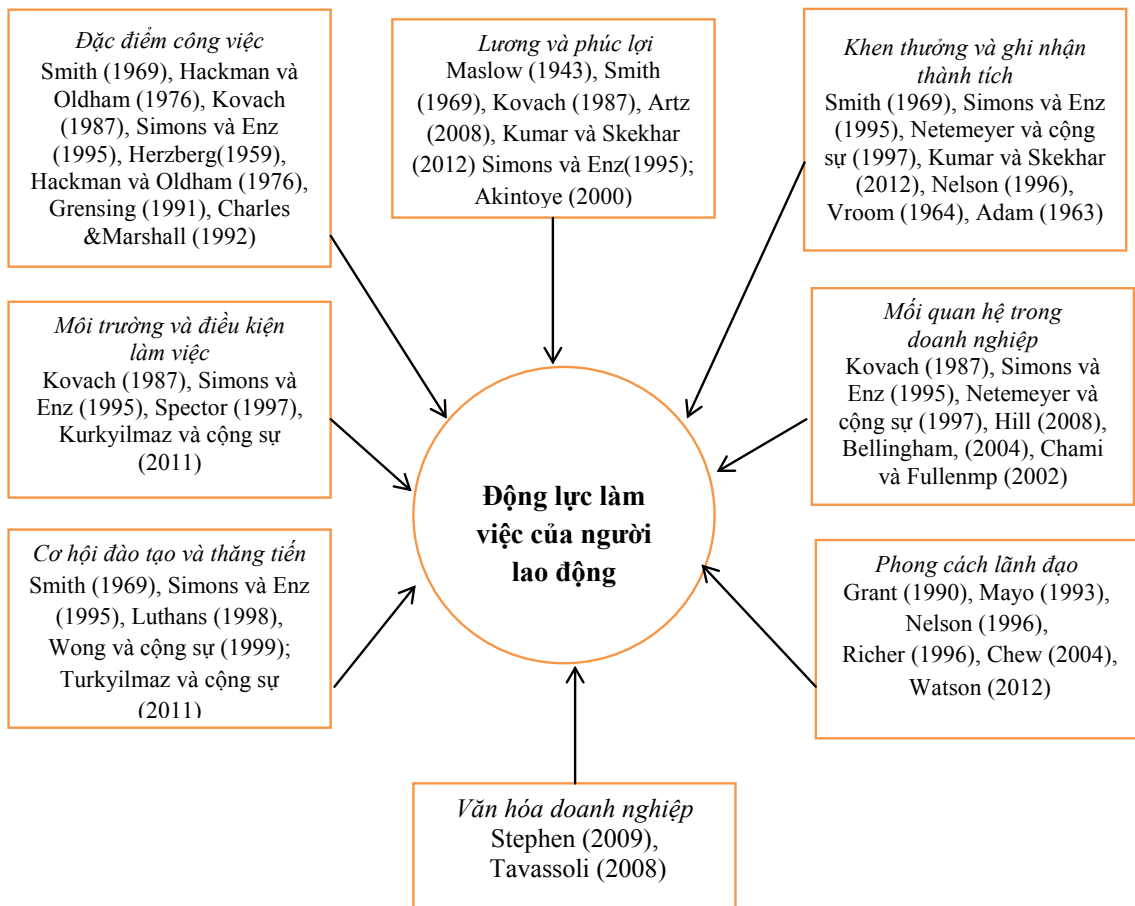 Đặc điểm công việc
Smith (1969), Hackman và
Oldham (1976), Kovach
(1987), Simons và Enz
(1995), Herzberg(1959),
Hackman và Oldham (1976),
Grensing (1991), Charles
&Marshall (1992)
Lương và phúc lợi
Maslow (1943), Smith
(1969), Kovach (1987), Artz
(2008), Kumar và Skekhar
(2012) Simons và Enz(1995);
Akintoye (2000)
Khen thưởng và ghi nhận
thành tích
Smith (1969), Simons và Enz
(1995), Netemeyer và cộng
sự (1997), Kumar và Skekhar
(2012), Nelson (1996),
Vroom (1964), Adam (1963)
Môi trường và điều kiện
làm việc
Kovach (1987), Simons và
Enz (1995), Spector (1997),
Kurkyilmaz và cộng sự
(2011)
Mối quan hệ trong
doanh nghiệp
Kovach (1987), Simons và
Enz (1995), Netemeyer và
cộng sự (1997), Hill (2008),
Bellingham, (2004), Chami
và Fullenmp (2002)
Động lực làm
việc của người
lao động
Cơ hội đào tạo và thăng tiến
Smith (1969), Simons và Enz
(1995), Luthans (1998),
Wong và cộng sự (1999);
Turkyilmaz và cộng sự
(2011)
Phong cách lãnh đạo
Grant (1990), Mayo (1993),
Nelson (1996),
Richer (1996), Chew (2004),
Watson (2012)
Văn hóa doanh nghiệp
Stephen (2009),
Tavassoli (2008)